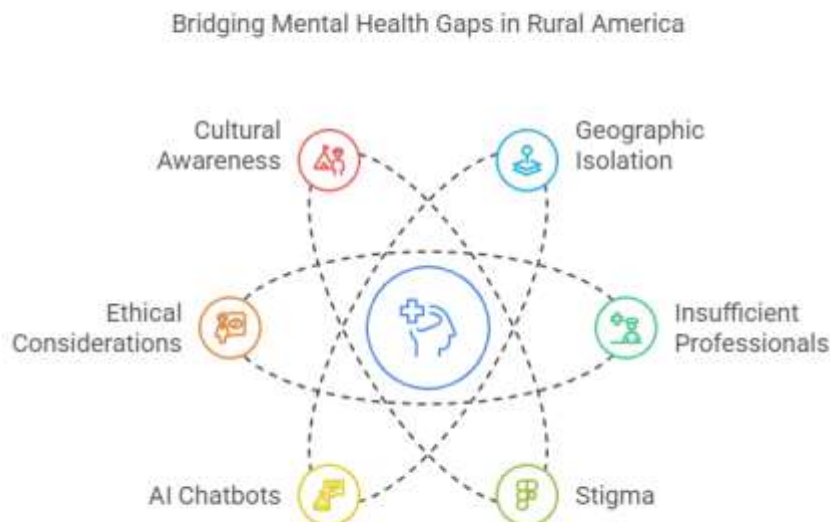 Bridging Mental Health Gaps in Rural America
Cultural
Awareness
Geographic
Isolation
Ethical
Considerations
Insufficient
Professionals
AI Chatbots
Stigma